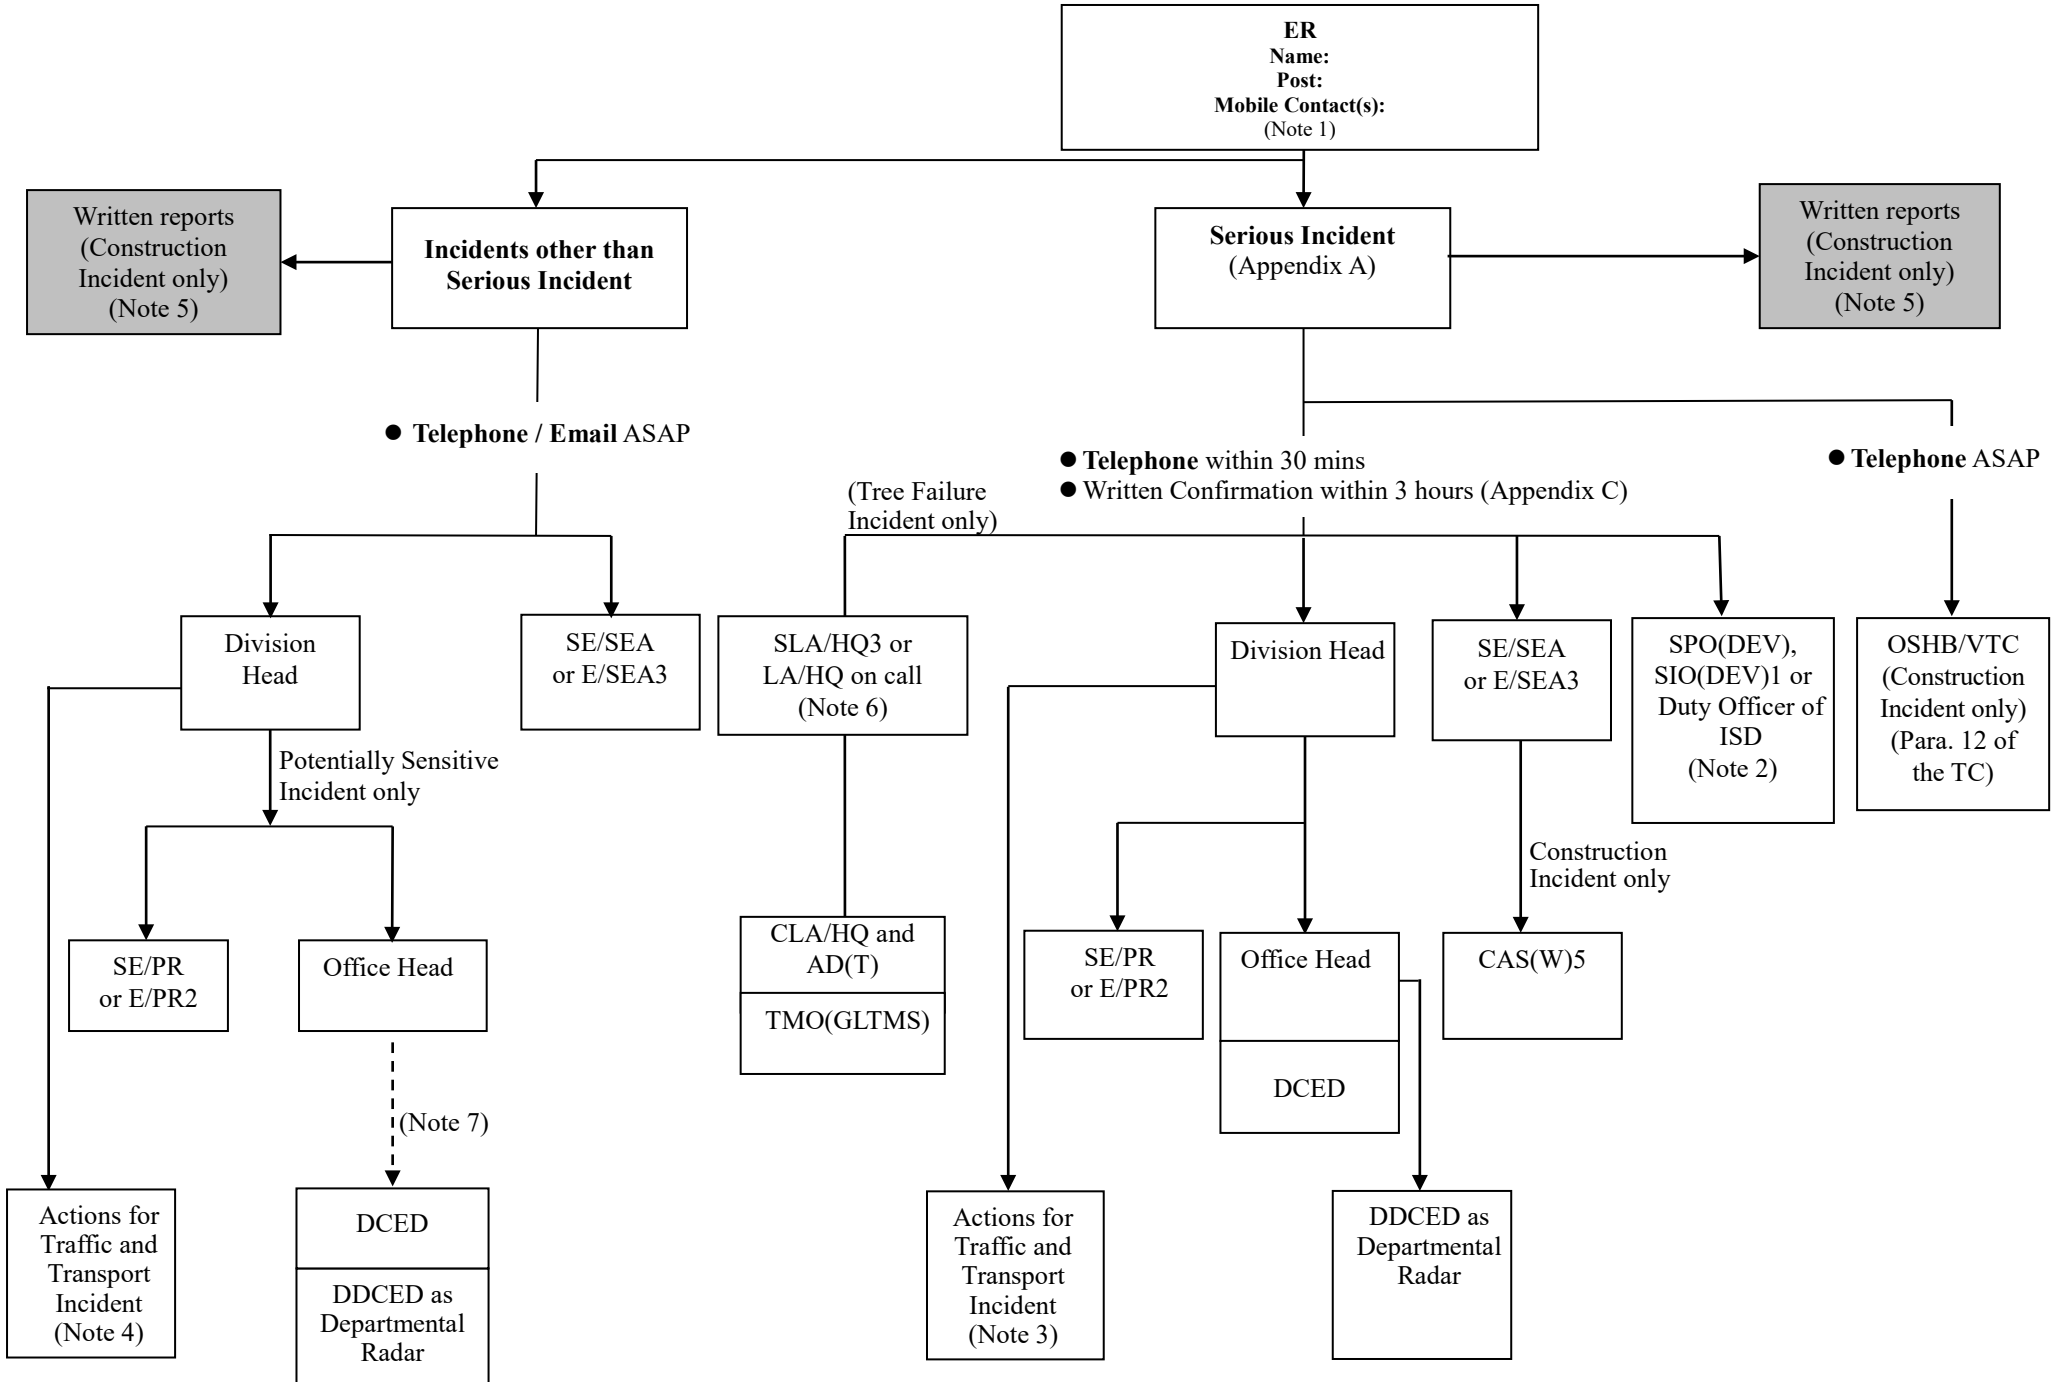 ER
Name:
Post:
Mobile Contact(s):
(Note 1)
Written reports
(Construction
Incident only)
(Note 5)
Incidents other than
Serious Incident
Serious Incident
(Appendix A)
Written reports
(Construction
Incident only)
(Note 5)
● Telephone / Email ASAP
● Telephone within 30 mins
● Written Confirmation within 3 hours (Appendix C)
● Telephone ASAP
(Tree Failure
Incident only)
Division
Head
SE/SEA
or E/SEA3
SLA/HQ3 or
LA/HQ on call
(Note 6)
Division Head
SE/SEA
or E/SEA3
SPO(DEV),
SIO(DEV)1 or
Duty Officer of
ISD
(Note 2)
OSHB/VTC
(Construction
Incident only)
(Para. 12 of
the TC)
Potentially Sensitive
Incident only
Construction
Incident only
SE/PR
or E/PR2
Office Head
CLA/HQ and
AD(T)
TMO(GLTMS)
SE/PR
or E/PR2
Office Head
DCED
CAS(W)5
(Note 7)
Actions for
Traffic and
Transport
Incident
(Note 4)
DCED
DDCED as
Departmental
Radar
Actions for
Traffic and
Transport
Incident
(Note 3)
DDCED as
Departmental
Radar